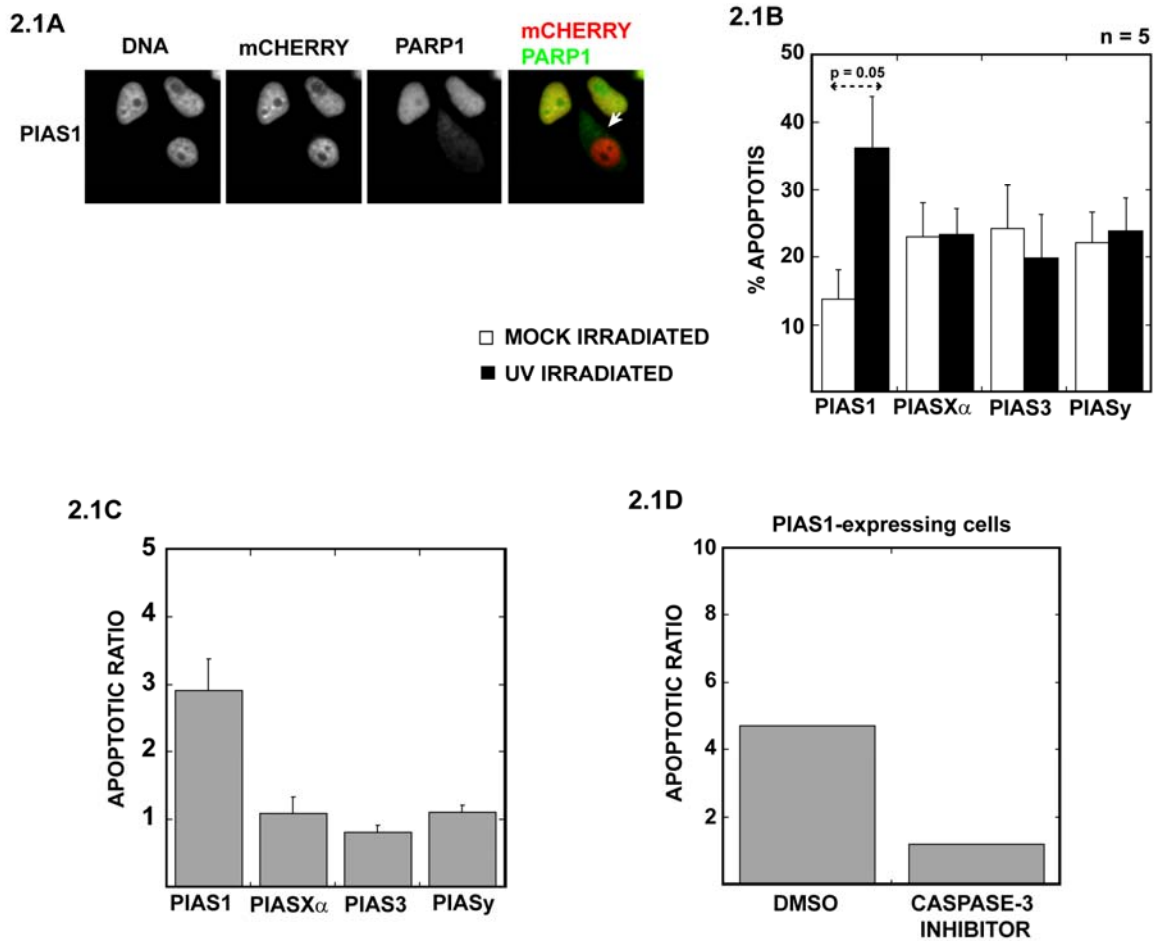 2.1A
DNA
mCHERRY
PARP1
mCHERRY
PARP1
PIAS1
2.1B
n = 5
p = 0.05
% APOPTOTIS
50
40
30
20
10
PIAS1
PIASXα
PIAS3
PIASy
MOCK IRRADIATED
UV IRRADIATED
2.1C
APOPTOTIC RATIO
5
4
3
2
1
PIAS1
PIASXα
PIAS3
PIASy
2.1D
PIAS1-expressing cells
APOPTOTIC RATIO
10
8
6
4
2
DMSO
CASPASE-3
INHIBITOR